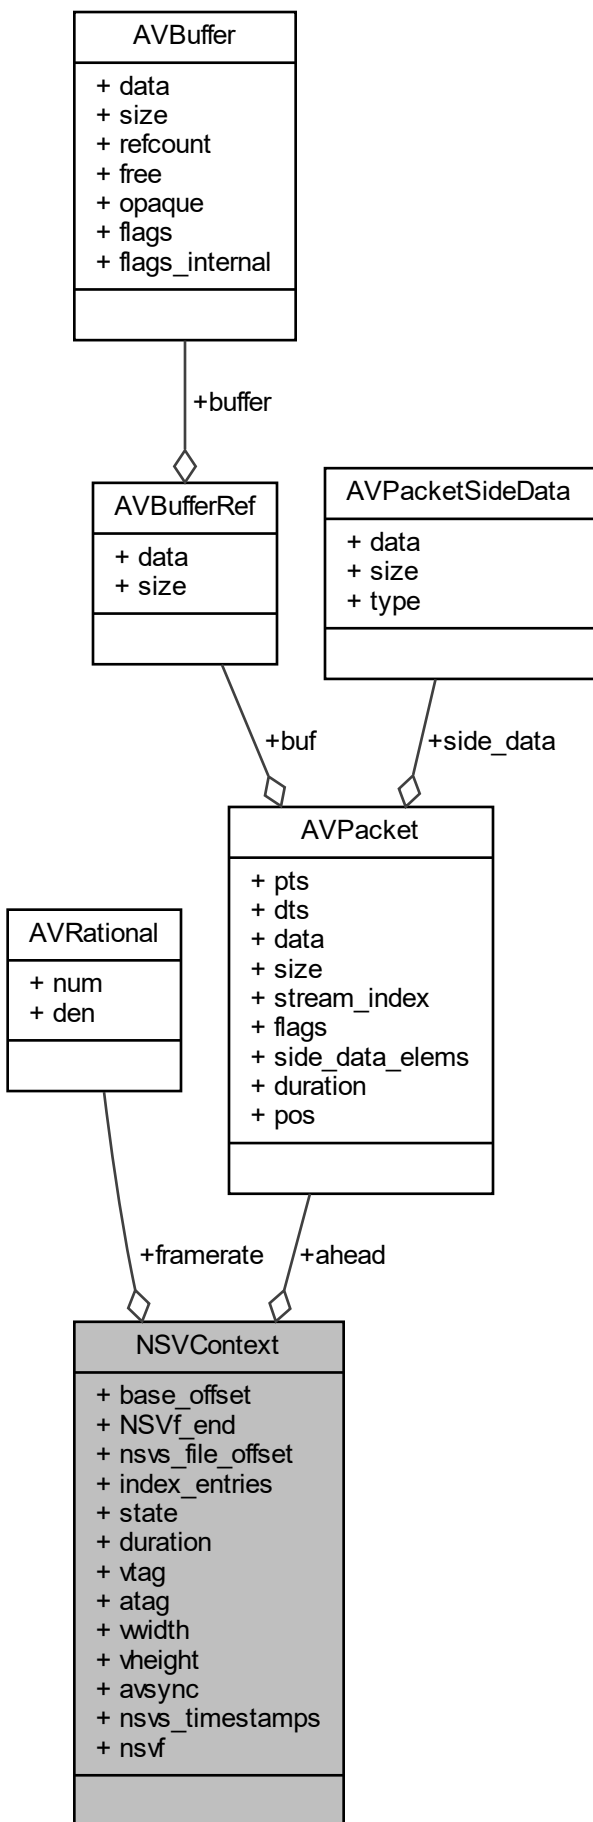 AVBuffer
+ data
+ size
+ refcount
+ free
+ opaque
+ flags
+ flags_internal
+buffer
AVBufferRef
+ data
+ size
AVPacketSideData
+ data
+ size
+ type
+buf
+side_data
AVPacket
+ pts
+ dts
+ data
+ size
+ stream_index
+ flags
+ side_data_elems
+ duration
+ pos
AVRational
+ num
+ den
+framerate
+ahead
NSVContext
+ base_offset
+ NSVf_end
+ nsvs_file_offset
+ index_entries
+ state
+ duration
+ vtag
+ atag
+ vwidth
+ vheight
+ avsync
+ nsvs_timestamps
+ nsvf